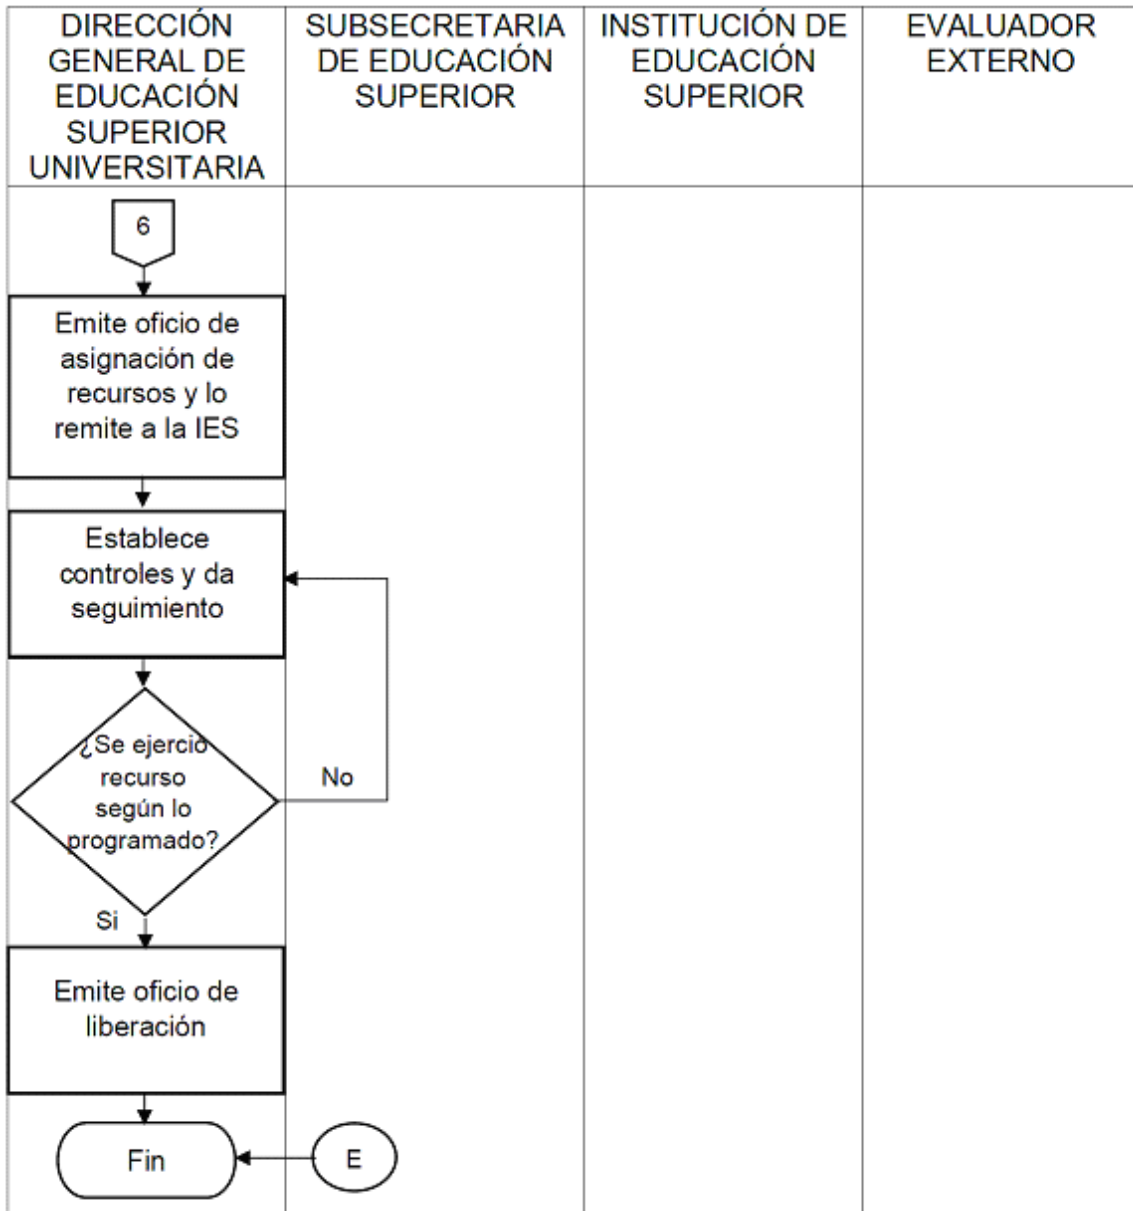 DIRECCIÓN
GENERAL DE
EDUCACIÓN
SUPERIOR
UNIVERSITARIA
SUBSECRETARIA
DE EDUCACIÓN
SUPERIOR
INSTITUCIÓN DE
EDUCACIÓN
SUPERIOR
EVALUADOR
EXTERNO
6
Emite oficio de
asignación de
recursos y lo
remite a la IES
Establece
controles y da
seguimiento
¿Se ejercio
recurso
según lo
programado?
No
Si
Emite oficio de
liberación
Fin
E